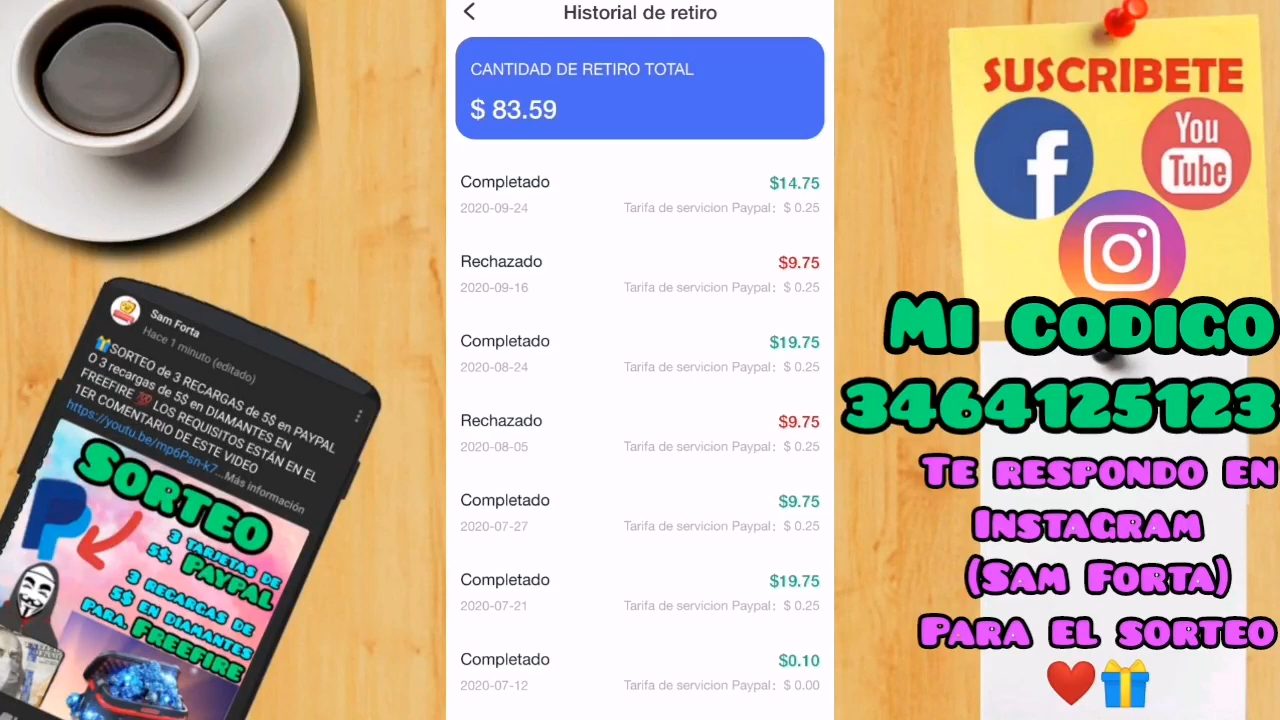 Historial de retiro
CANTIDAD DE RETIRO TOTAL
$ 83.59
Completado
$14.75
2020-09-24
Tarifa de servicion Paypal: $ 0.25
Rechazado
$9.75
2020-09-16
Tarifa de servicion Paypal: $ 0.25
Completado
$19.75
2020-08-24
Tarifa de servicion Paypal: $ 0.25
Rechazado
$9.75
2020-08-05
Tarifa de servicion Paypal: $ 0.25
Completado
$9.75
2020-07-27
Tarifa de servicion Paypal: $ 0.25
Completado
$19.75
2020-07-21
Tarifa de servicion Paypal: $ 0.25
Completado
$0.10
2020-07-12
Tarifa de servicion Paypal: $ 0.00
Sam Forta
Hace 1 minuto (editado)
🎁SORTEO de 3 RECARGAS de 5$ en PAYPAL
O 3 recargas de 5$ en DIAMANTES EN
FREEFIRE 💯 LOS REQUISITOS ESTÁN EN EL
1ER COMENTARIO DE ESTE VIDEO
https://youtu.be/mp6Psn-k7...Más información
SORTEO
3 TARJETAS DE
5$. PAYPAL
3 RECARGAS DE
5$ EN DIAMANTES
PARA. FREEFIRE
SUSCRIBETE
You
Tube
Mi CODIGO
3464125123
Te respondo en
Instagram
(Sam Forta)
Para el sorteo
❤️🎁